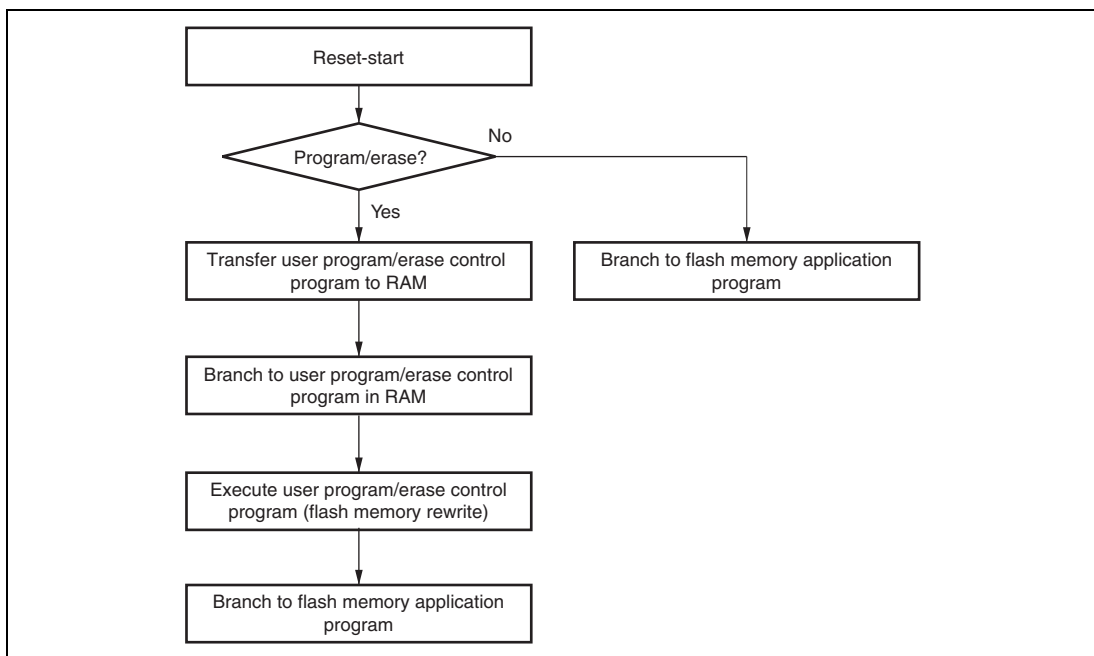 Reset-start
Program/erase?
No
Yes
Transfer user program/erase control
program to RAM
Branch to flash memory application
program
Branch to user program/erase control
program in RAM
Execute user program/erase control
program (flash memory rewrite)
Branch to flash memory application
program